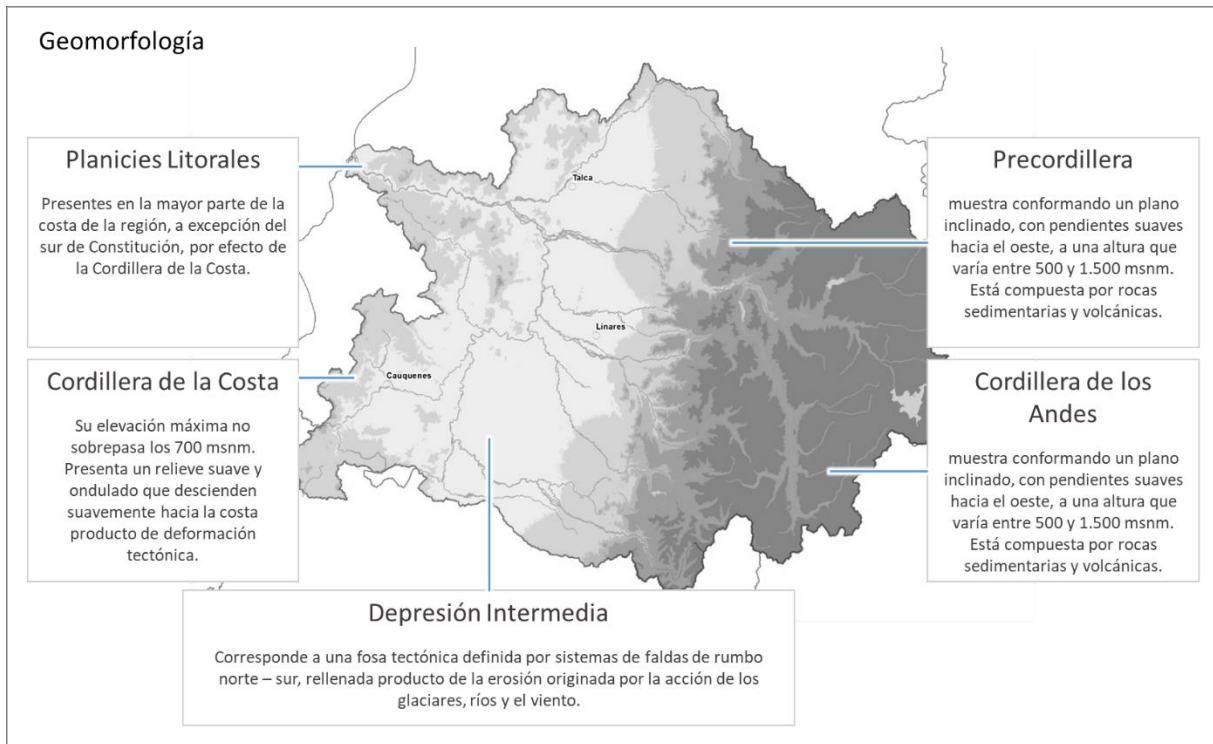 Geomorfología
Planicies Litorales
Presentes en la mayor parte de la
costa de la región, a excepción del
sur de Constitución, por efecto de
la Cordillera de la Costa.
Cordillera de la Costa
Su elevación máxima no
sobrepasa los 700 msnm.
Presenta un relieve suave y
ondulado que descienden
suavemente hacia la costa
producto de deformación
tectónica.
Talca
Linares
Cauquenes
Precordillera
muestra conformando un plano
inclinado, con pendientes suaves
hacia el oeste, a una altura que
varía entre 500 y 1.500 msnm.
Está compuesta por rocas
sedimentarias y volcánicas.
Cordillera de los
Andes
muestra conformando un plano
inclinado, con pendientes suaves
hacia el oeste, a una altura que
varía entre 500 y 1.500 msnm.
Está compuesta por rocas
sedimentarias y volcánicas.
Depresión Intermedia
Corresponde a una fosa tectónica definida por sistemas de faldas de rumbo
norte – sur, rellenada producto de la erosión originada por la acción de los
glaciares, ríos y el viento.